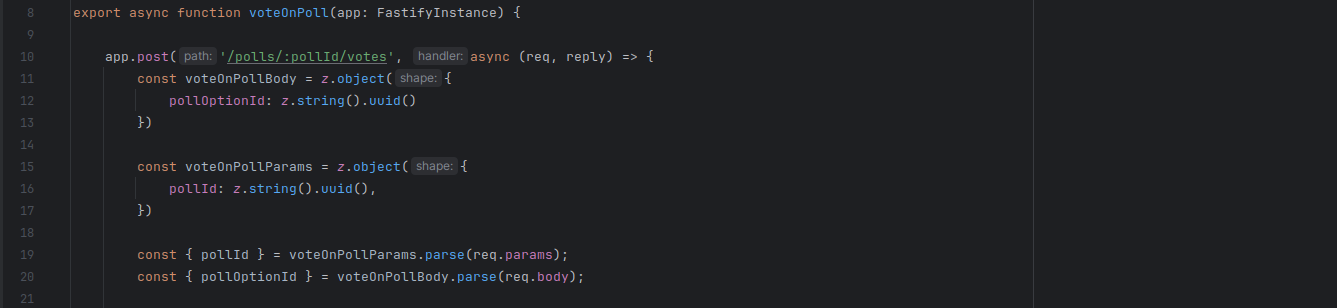 8 export async function voteOnPoll(app: FastifyInstance) {
9
10 app.post( path: '/polls/:pollId/votes', handler: async (req, reply) => {
11 const voteOnPollBody = z.object( shape: {
12 pollOptionId: z.string().uuid()
13 })
14
15 const voteOnPollParams = z.object( shape: {
16 pollId: z.string().uuid(),
17 })
18
19 const { pollId } = voteOnPollParams.parse(req.params);
20 const { pollOptionId } = voteOnPollBody.parse(req.body);
21